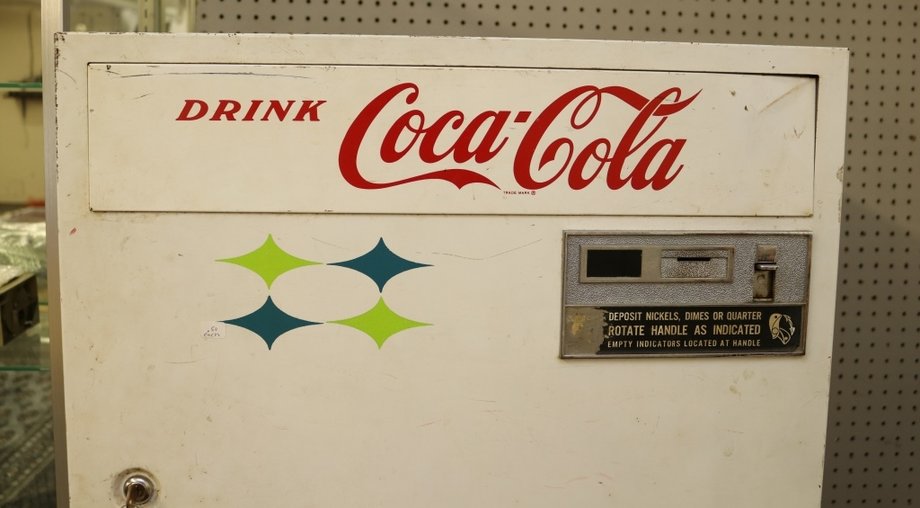 DRINK Coca-Cola
TRADE MARK ®
DEPOSIT NICKELS, DIMES OR QUARTER
ROTATE HANDLE AS INDICATED
EMPTY INDICATORS LOCATED AT HANDLE